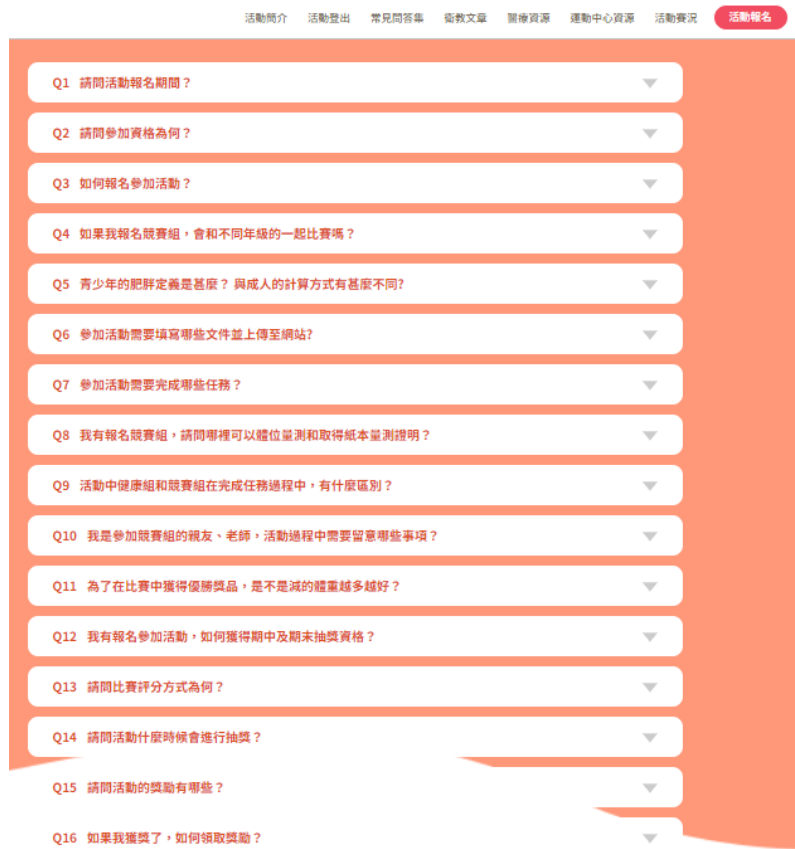 活動簡介 活動登出 常見問答集 衛教文章 醫療資源 運動中心資源 活動賽況 活動報名
Q1 請問活動報名期間？
Q2 請問參加資格為何？
Q3 如何報名參加活動？
Q4 如果我報名競賽組，會和不同年級的一起比賽嗎？
Q5 青少年的肥胖定義是甚麼？ 與成人的計算方式有甚麼不同?
Q6 參加活動需要填寫哪些文件並上傳至網站?
Q7 參加活動需要完成哪些任務？
Q8 我有報名競賽組，請問哪裡可以體位量測和取得紙本量測證明？
Q9 活動中健康組和競賽組在完成任務過程中，有什麼區別？
Q10 我是參加競賽組的親友、老師，活動過程中需要留意哪些事項？
Q11 為了在比賽中獲得優勝獎品，是不是減的體重越多越好？
Q12 我有報名參加活動，如何獲得期中及期末抽獎資格？
Q13 請問比賽評分方式為何？
Q14 請問活動什麼時候會進行抽獎？
Q15 請問活動的獎勵有哪些？
Q16 如果我獲獎了，如何領取獎勵？